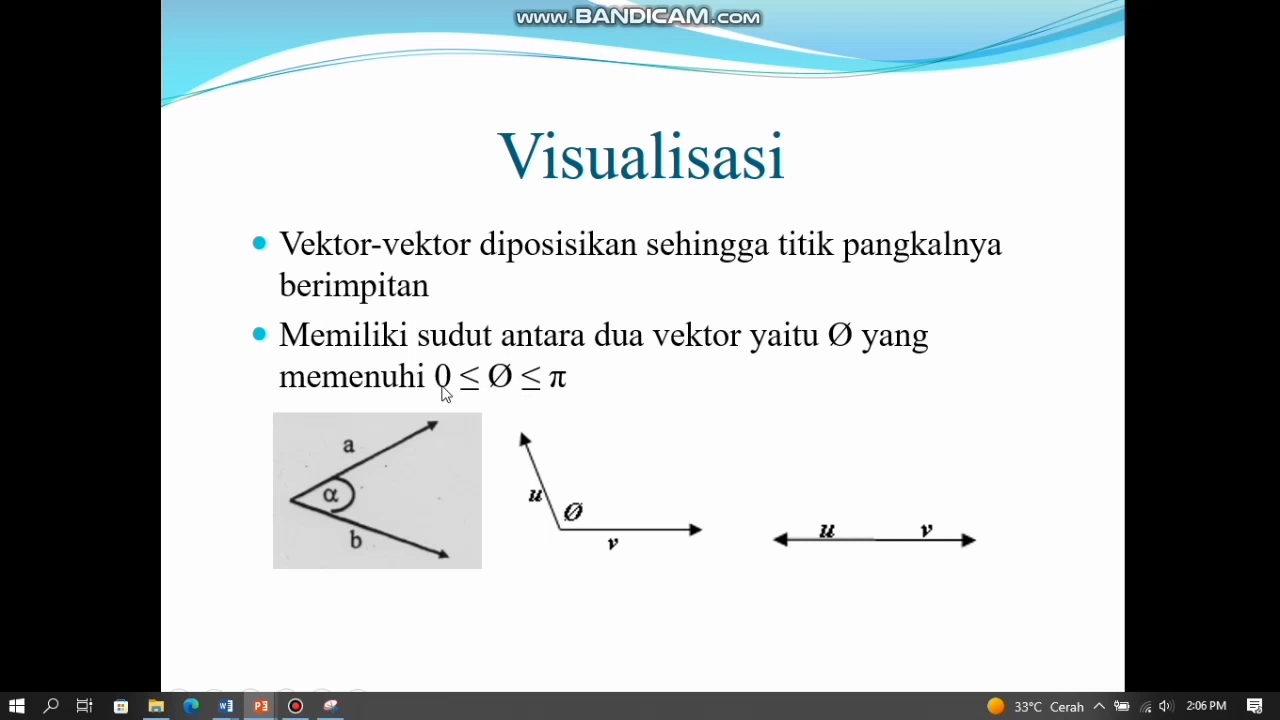 www.BANDICAM.com
Visualisasi
Vektor-vektor diposisikan sehingga titik pangkalnya
berimpitan
Memiliki sudut antara dua vektor yaitu Ø yang
memenuhi 0 ≤ Ø ≤ π
a
α
b
u
Ø
v
u
v
33°C Cerah
2:06 PM